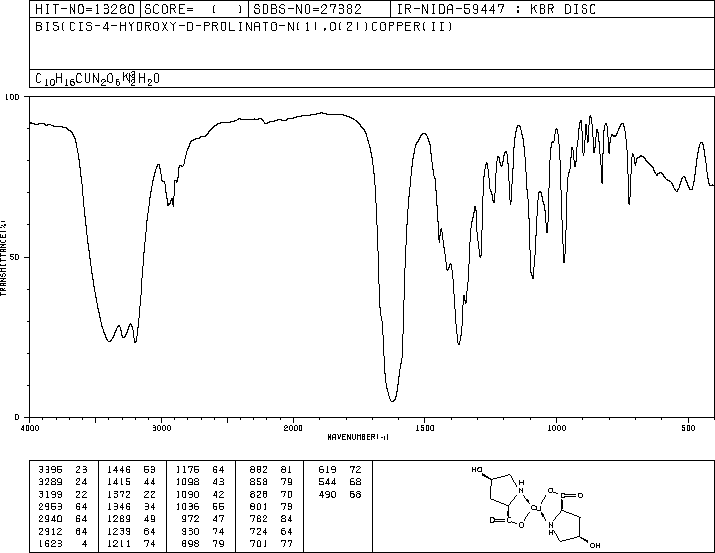 HIT-NO=13280 SCORE= ( ) SDBS-NO=27382 IR-NIDA-59447 : KBR DISC
BIS(CIS-4-HYDROXY-D-PROLINATO-N(1),O(2))COPPER(II)
C10H16CUN2O6 H2O
100
50
0
TRANSMITTANCE(%)
4000 3000 2000 1500 1000 500
WAVENUMBER(-1)
3395 23 1446 53 1175 64 882 81 619 72
3289 24 1415 44 1098 43 858 79 544 68
3199 22 1372 22 1090 42 828 70 490 68
2963 64 1346 34 1036 55 801 79
2940 64 1289 49 972 47 782 84
2912 64 1239 64 930 74 724 64
1623 4 1211 74 898 79 701 77
HO
N
H
O
C
O
Cu
O
C
O
N
H
OH